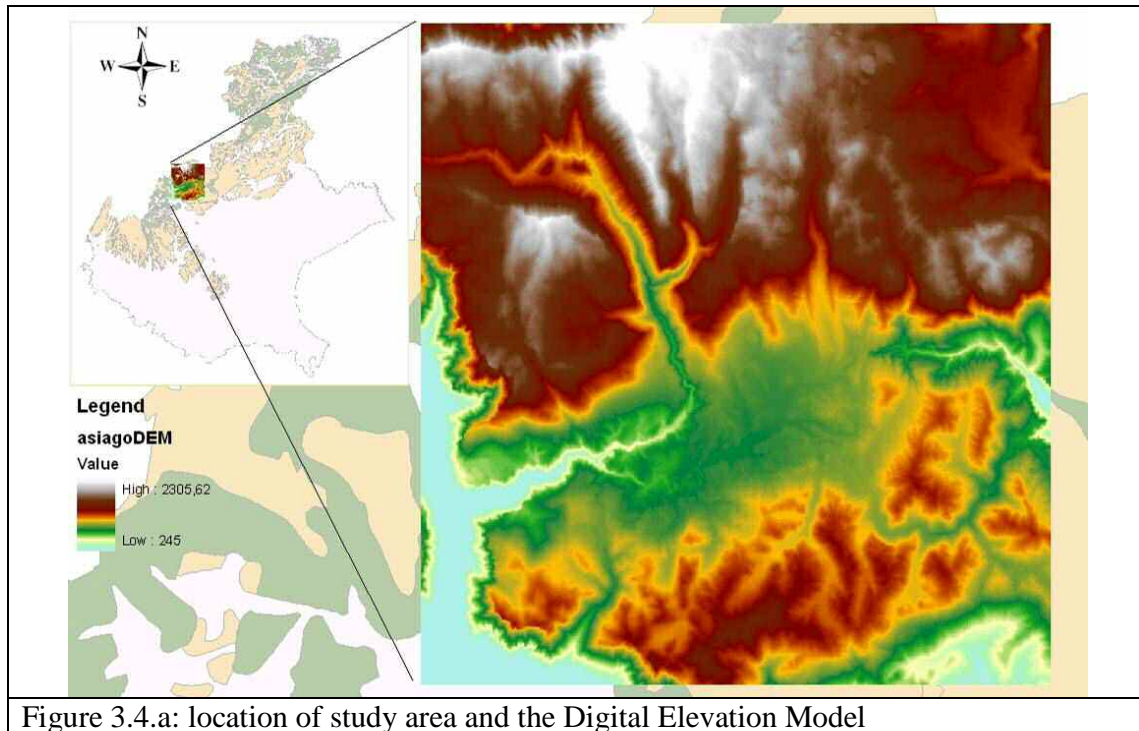 N
W E
S
Legend
asiagoDEM
Value
High : 2305,62
Low : 245
Figure 3.4.a: location of study area and the Digital Elevation Model